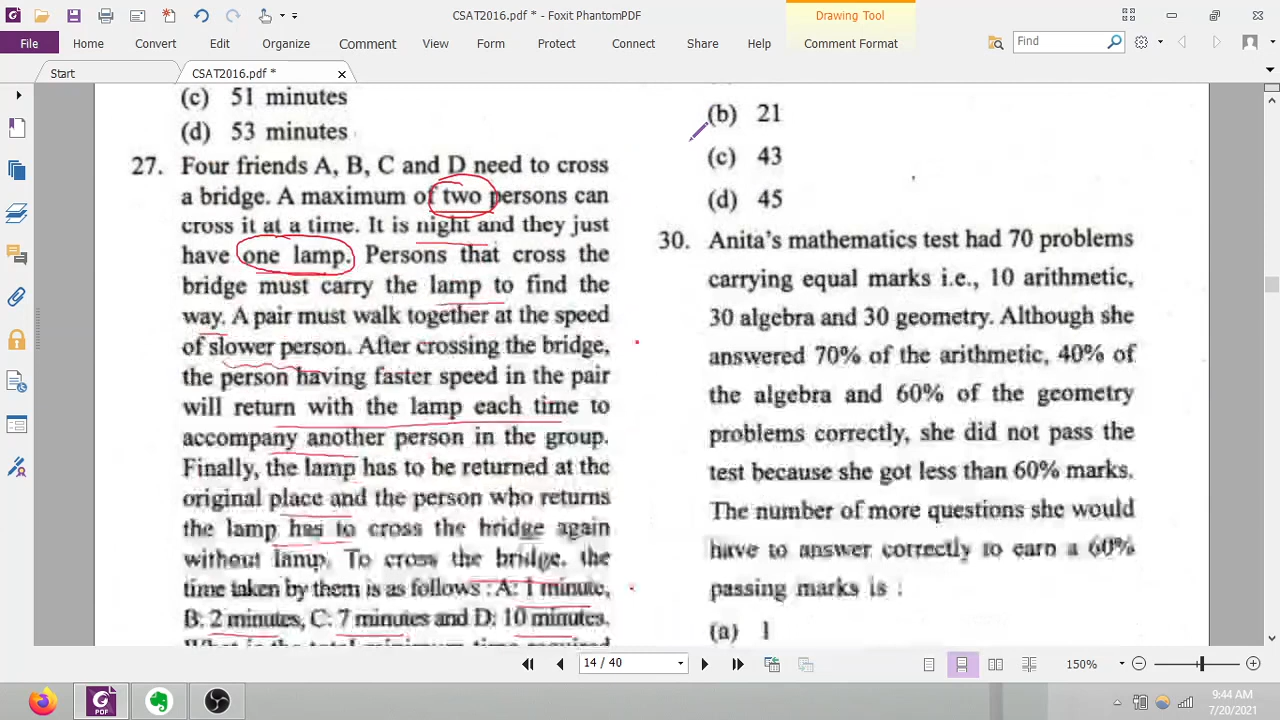 CSAT2016.pdf * - Foxit PhantomPDF
Drawing Tool
File Home Convert Edit Organize Comment View Form Protect Connect Share Help Comment Format Find
Start CSAT2016.pdf *
(c) 51 minutes
(d) 53 minutes
27. Four friends A, B, C and D need to cross
a bridge. A maximum of two persons can
cross it at a time. It is night and they just
have one lamp. Persons that cross the
bridge must carry the lamp to find the
way. A pair must walk together at the speed
of slower person. After crossing the bridge,
the person having faster speed in the pair
will return with the lamp each time to
accompany another person in the group.
Finally, the lamp has to be returned at the
original place and the person who returns
the lamp has to cross the bridge again
without lamp. To cross the bridge, the
time taken by them is as follows : A: 1 minute,
B: 2 minutes, C: 7 minutes and D: 10 minutes.
What is the total minimum time required
(b) 21
(c) 43
(d) 45
30. Anita's mathematics test had 70 problems
carrying equal marks i.e., 10 arithmetic,
30 algebra and 30 geometry. Although she
answered 70% of the arithmetic, 40% of
the algebra and 60% of the geometry
problems correctly, she did not pass the
test because she got less than 60% marks.
The number of more questions she would
have to answer correctly to earn a 60%
passing marks is :
(a) 1
14 / 40
150%
9:44 AM
7/20/2021